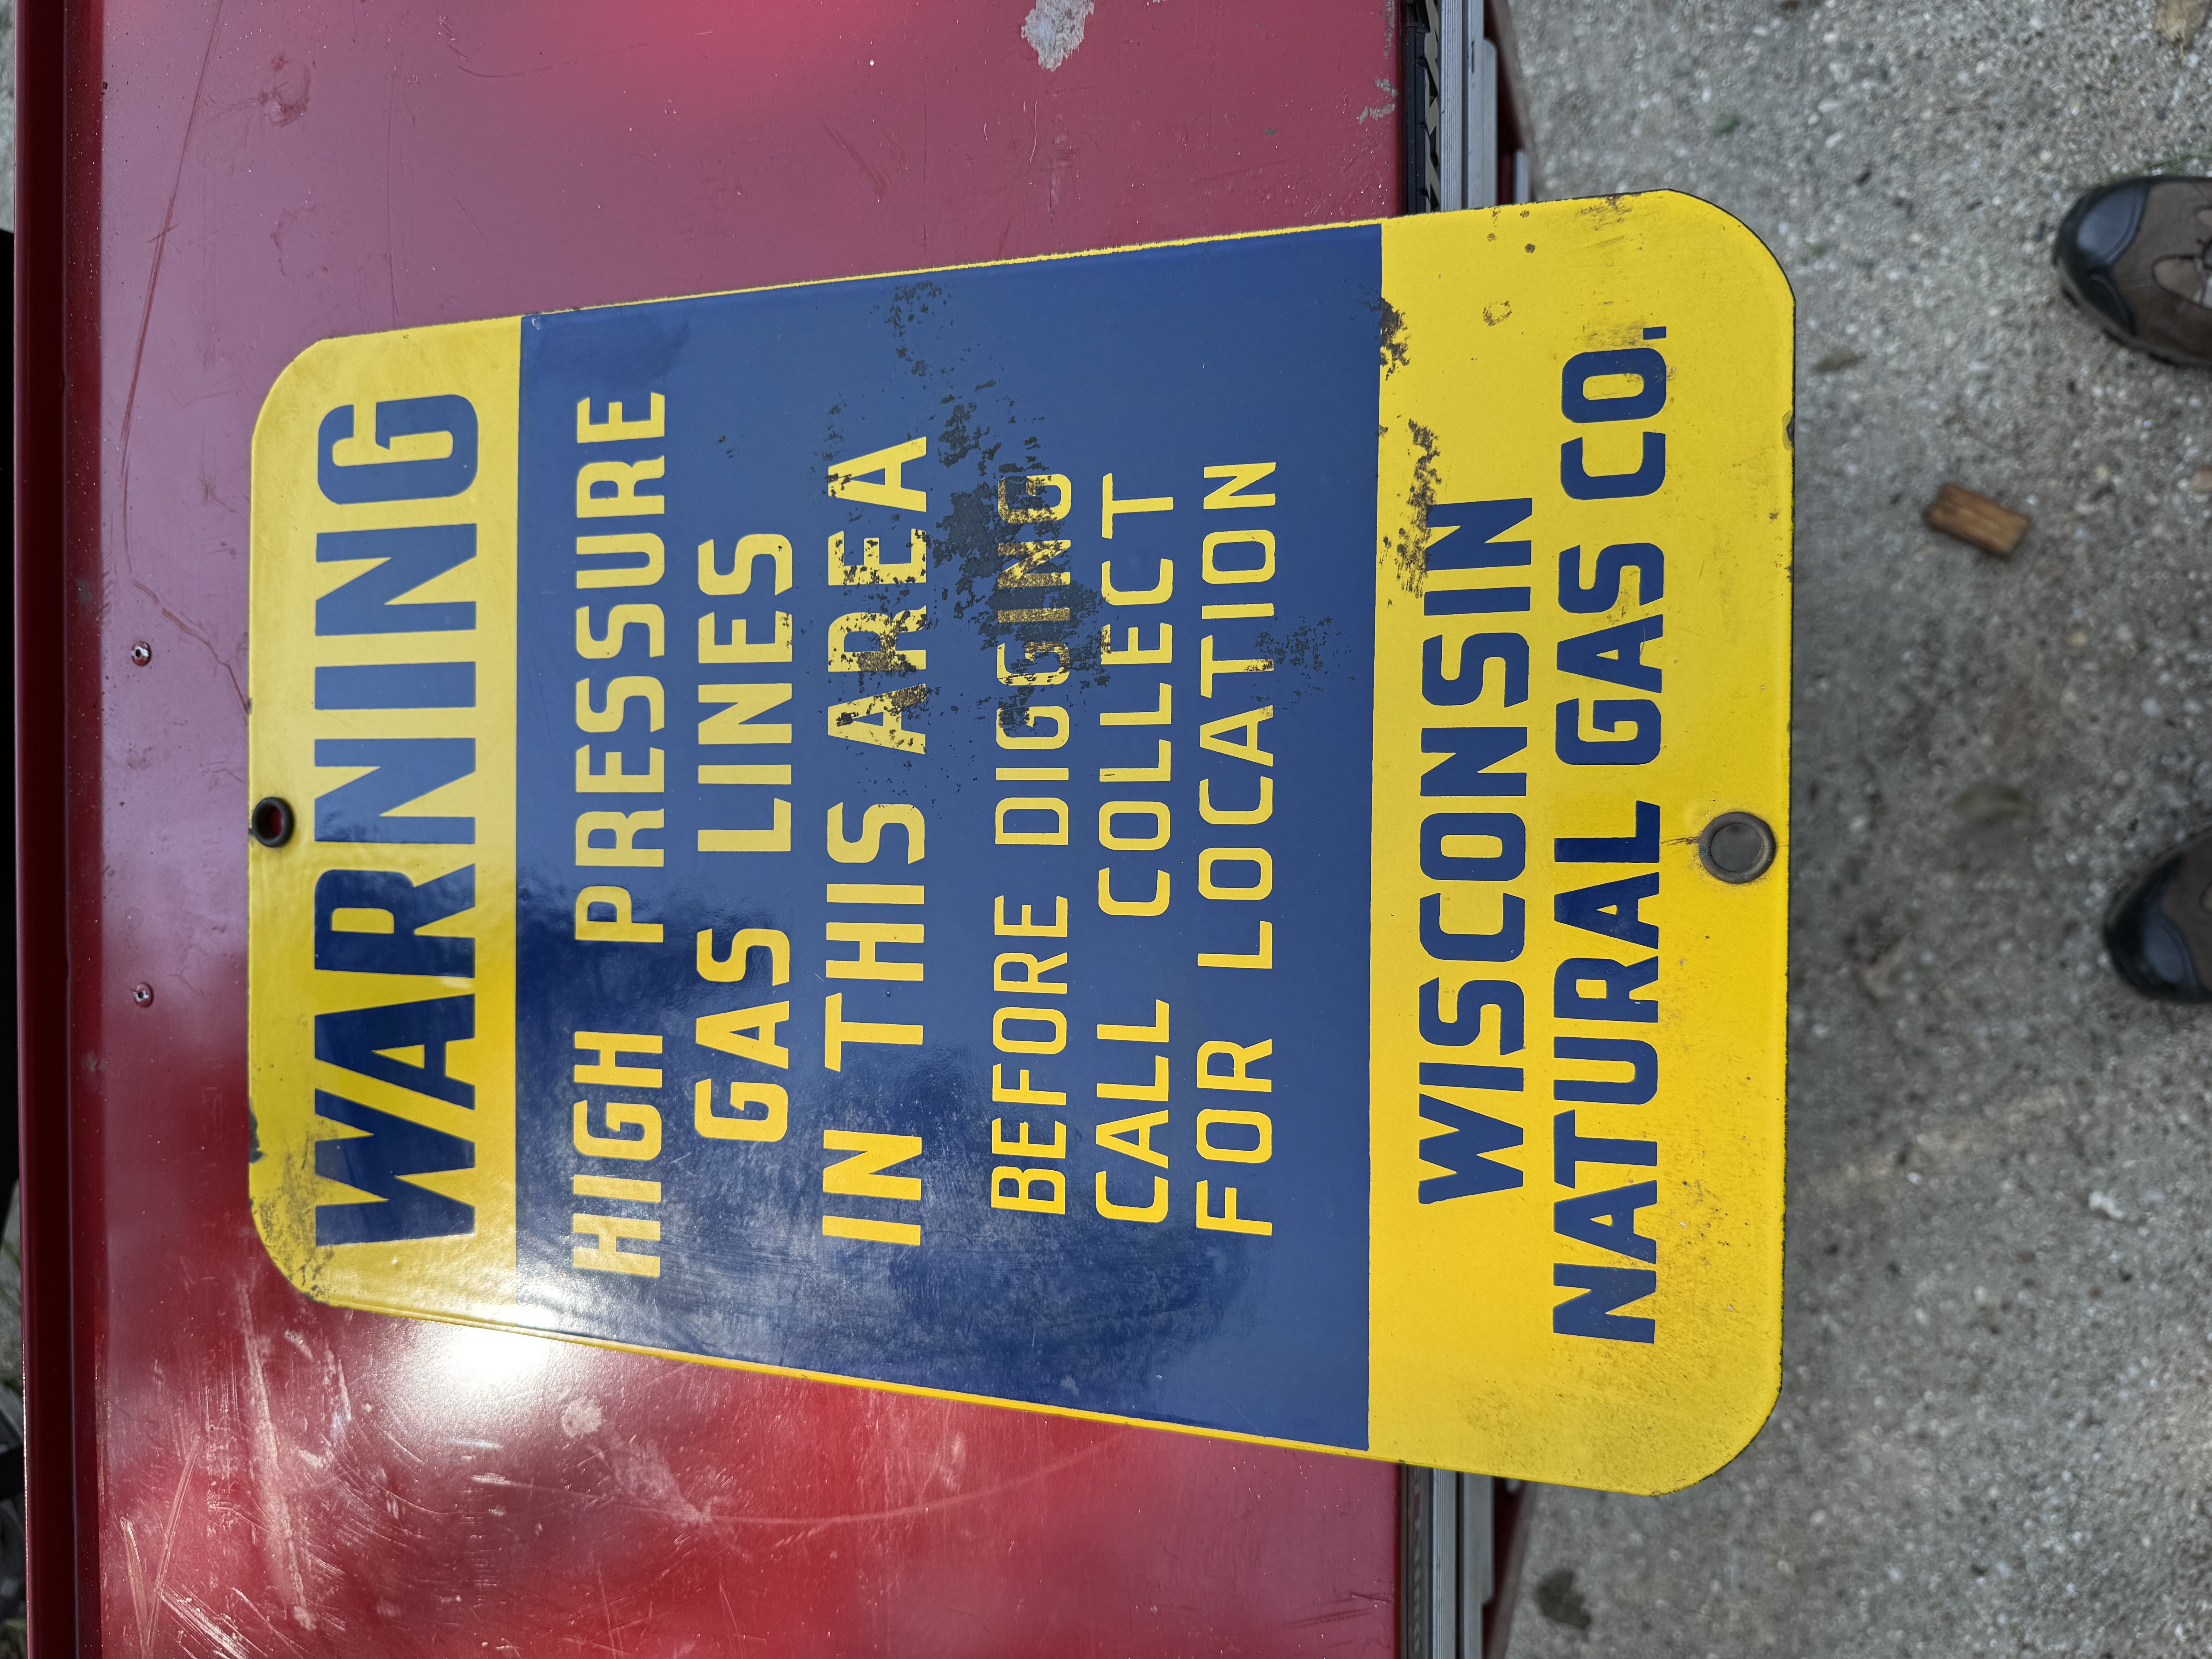 WARNING
HIGH PRESSURE
GAS LINES
IN THIS AREA
BEFORE DIGGING
CALL COLLECT
FOR LOCATION
WISCONSIN
NATURAL GAS CO.